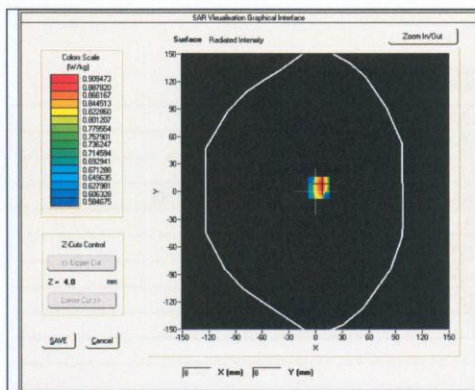 SAR Visualisation Graphical Interface
Surface Radiated Intensity
Zoom In/Out
Colors Scale
(W/kg)
0.909473
0.887820
0.866167
0.844513
0.822860
0.801207
0.779554
0.757901
0.736247
0.714594
0.692941
0.671288
0.649635
0.627981
0.606328
0.584675
Z-Cuts Control
<< Upper Cut
Z = 4.0 mm
Lower Cut >>
SAVE Cancel
150
120
90
60
30
0
-30
-60
-90
-120
-150
Y
-150 -120 -90 -60 -30 0 30 60 90 120 150
X
X (mm) Y (mm)